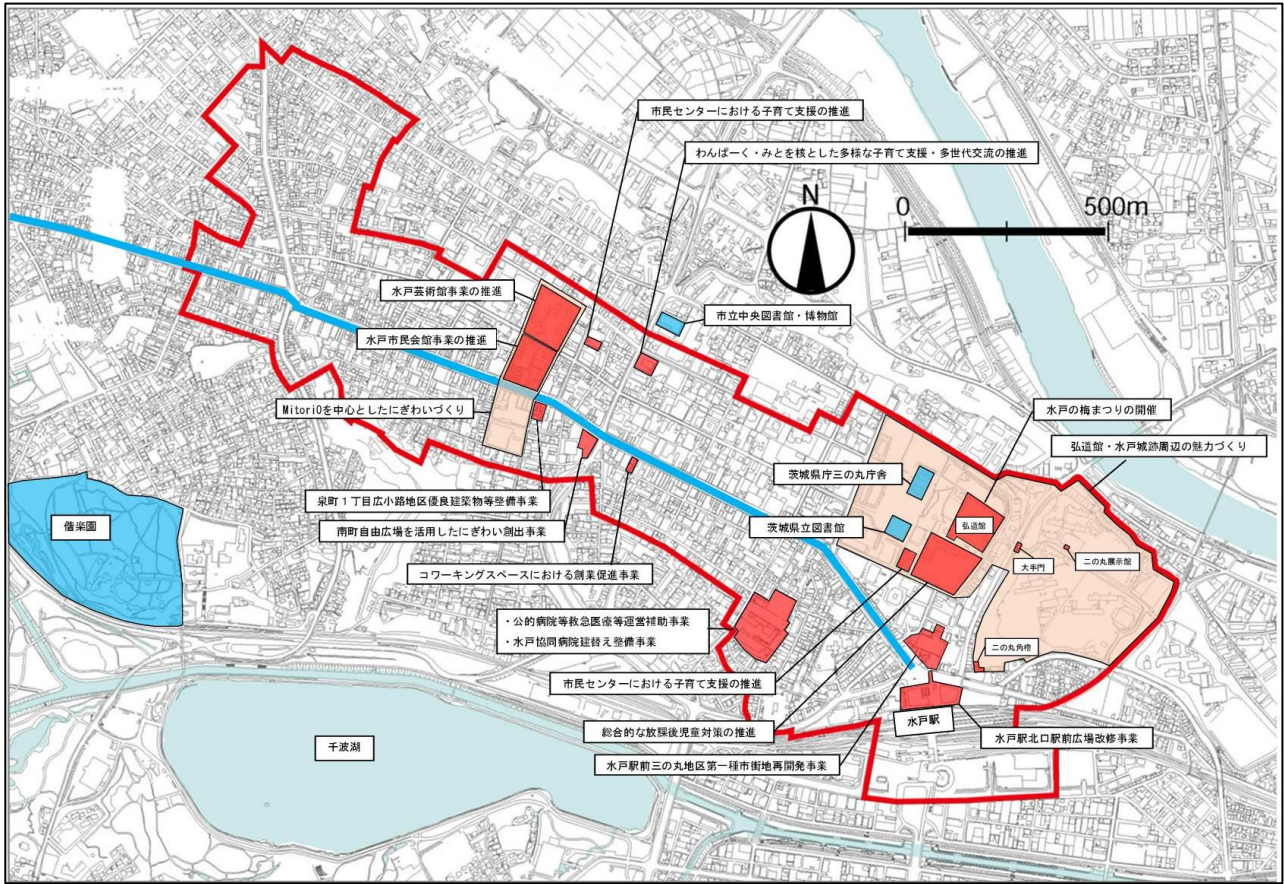 市民センターにおける子育て支援の推進
わんぱーく・みとを核とした多様な子育て支援・多世代交流の推進
N
0
500m
水戸芸術館事業の推進
市立中央図書館・博物館
水戸市民会館事業の推進
MitoriOを中心としたにぎわいづくり
水戸の梅まつりの開催
弘道館・水戸城跡周辺の魅力づくり
茨城県庁三の丸庁舎
泉町1丁目広小路地区優良建築物等整備事業
偕楽園
南町自由広場を活用したにぎわい創出事業
茨城県立図書館
弘道館
大手門
二の丸展示館
コワーキングスペースにおける創業促進事業
・公的病院等救急医療等運営補助事業
・水戸協同病院建替え整備事業
二の丸角櫓
市民センターにおける子育て支援の推進
水戸駅
総合的な放課後児童対策の推進
水戸駅北口駅前広場改修事業
千波湖
水戸駅前三の丸地区第一種市街地再開発事業